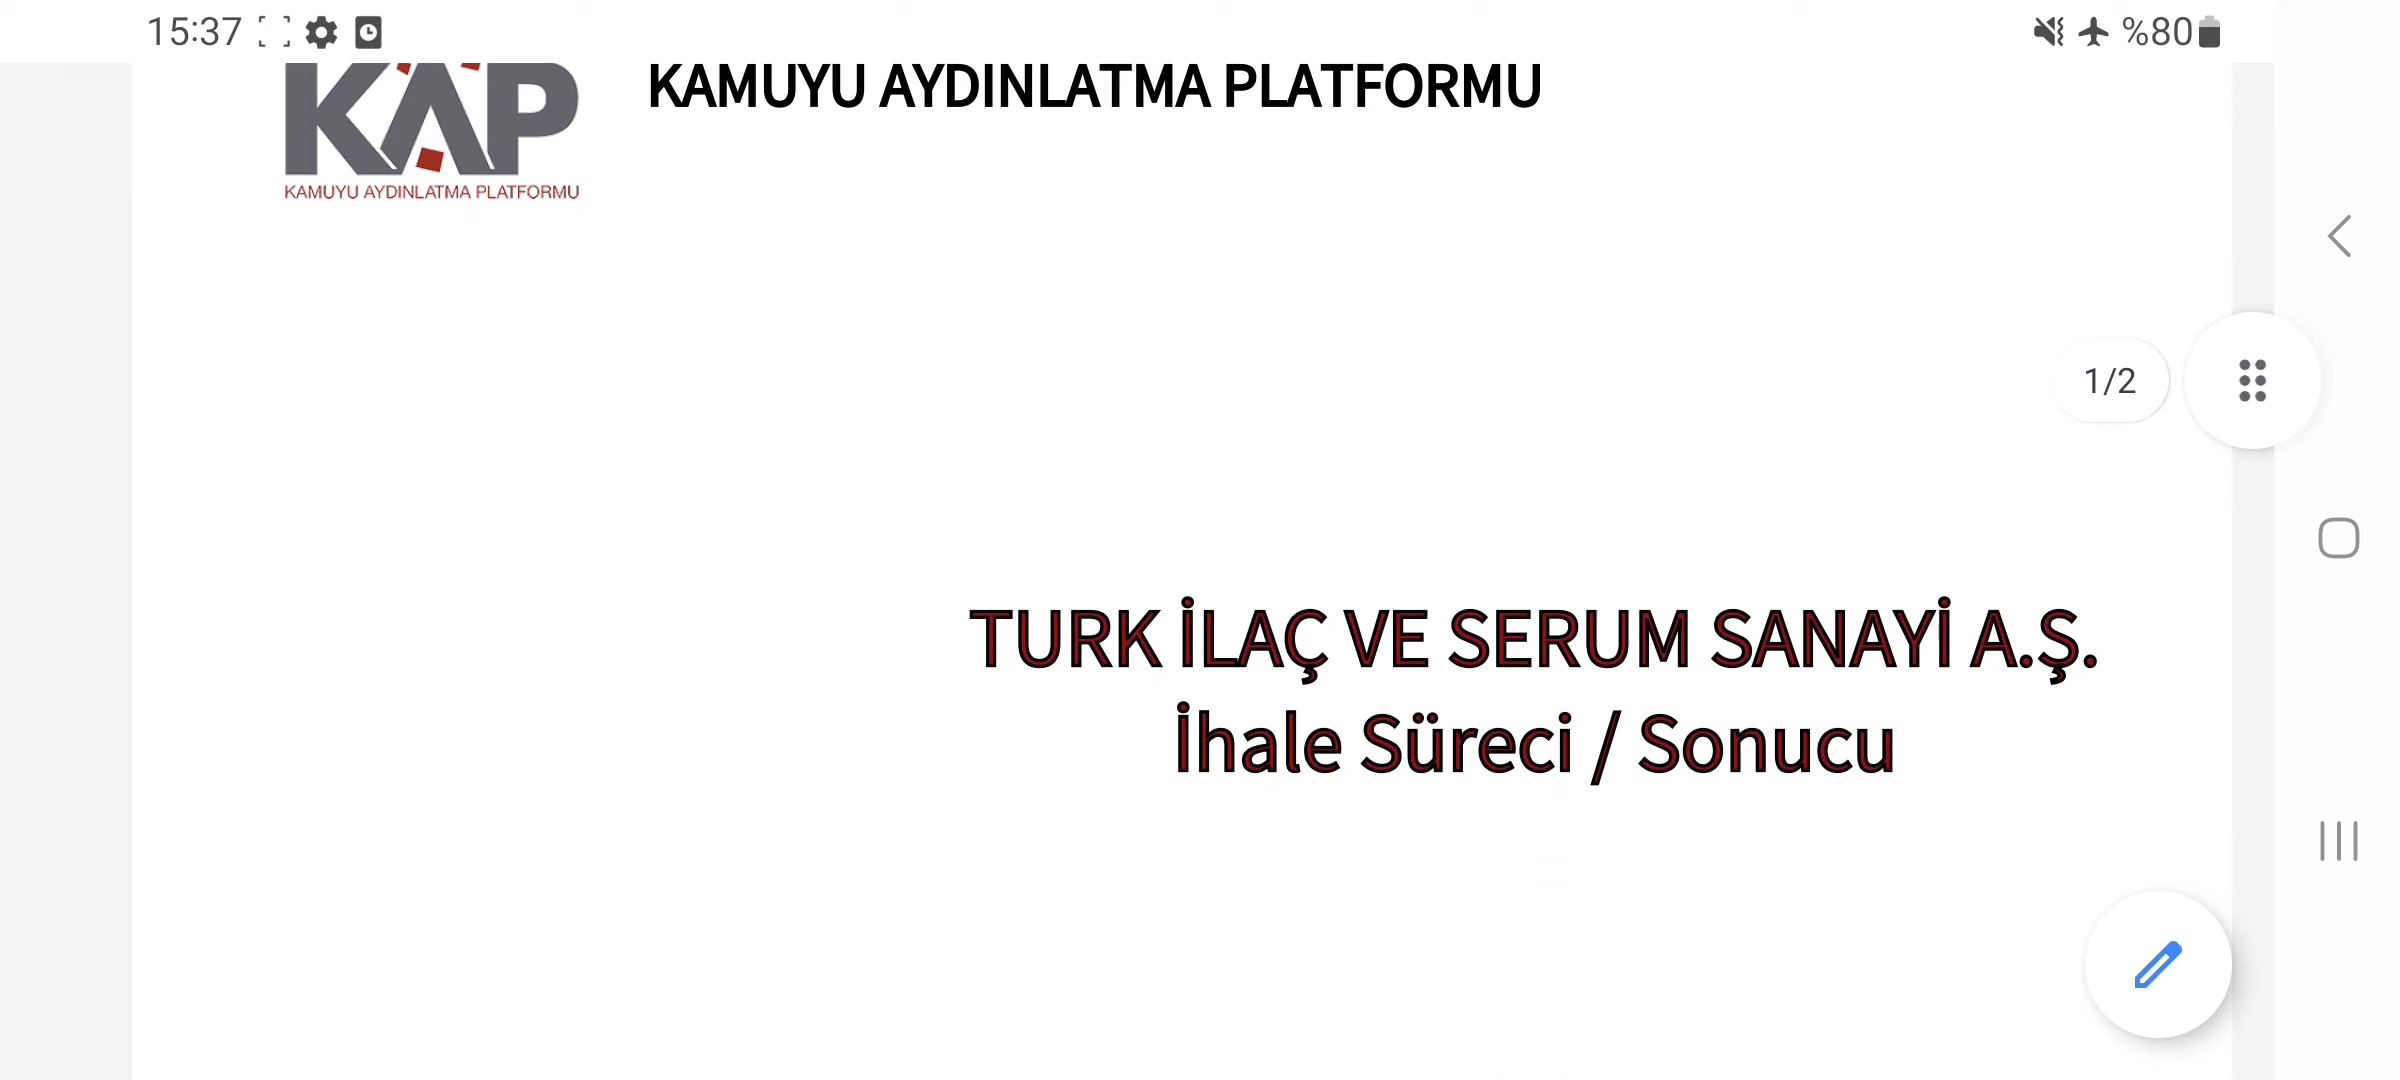 15:37
%80
KAP
KAMUYU AYDINLATMA PLATFORMU
KAMUYU AYDINLATMA PLATFORMU
1/2
TURK İLAÇ VE SERUM SANAYİ A.Ş.
İhale Süreci / Sonucu